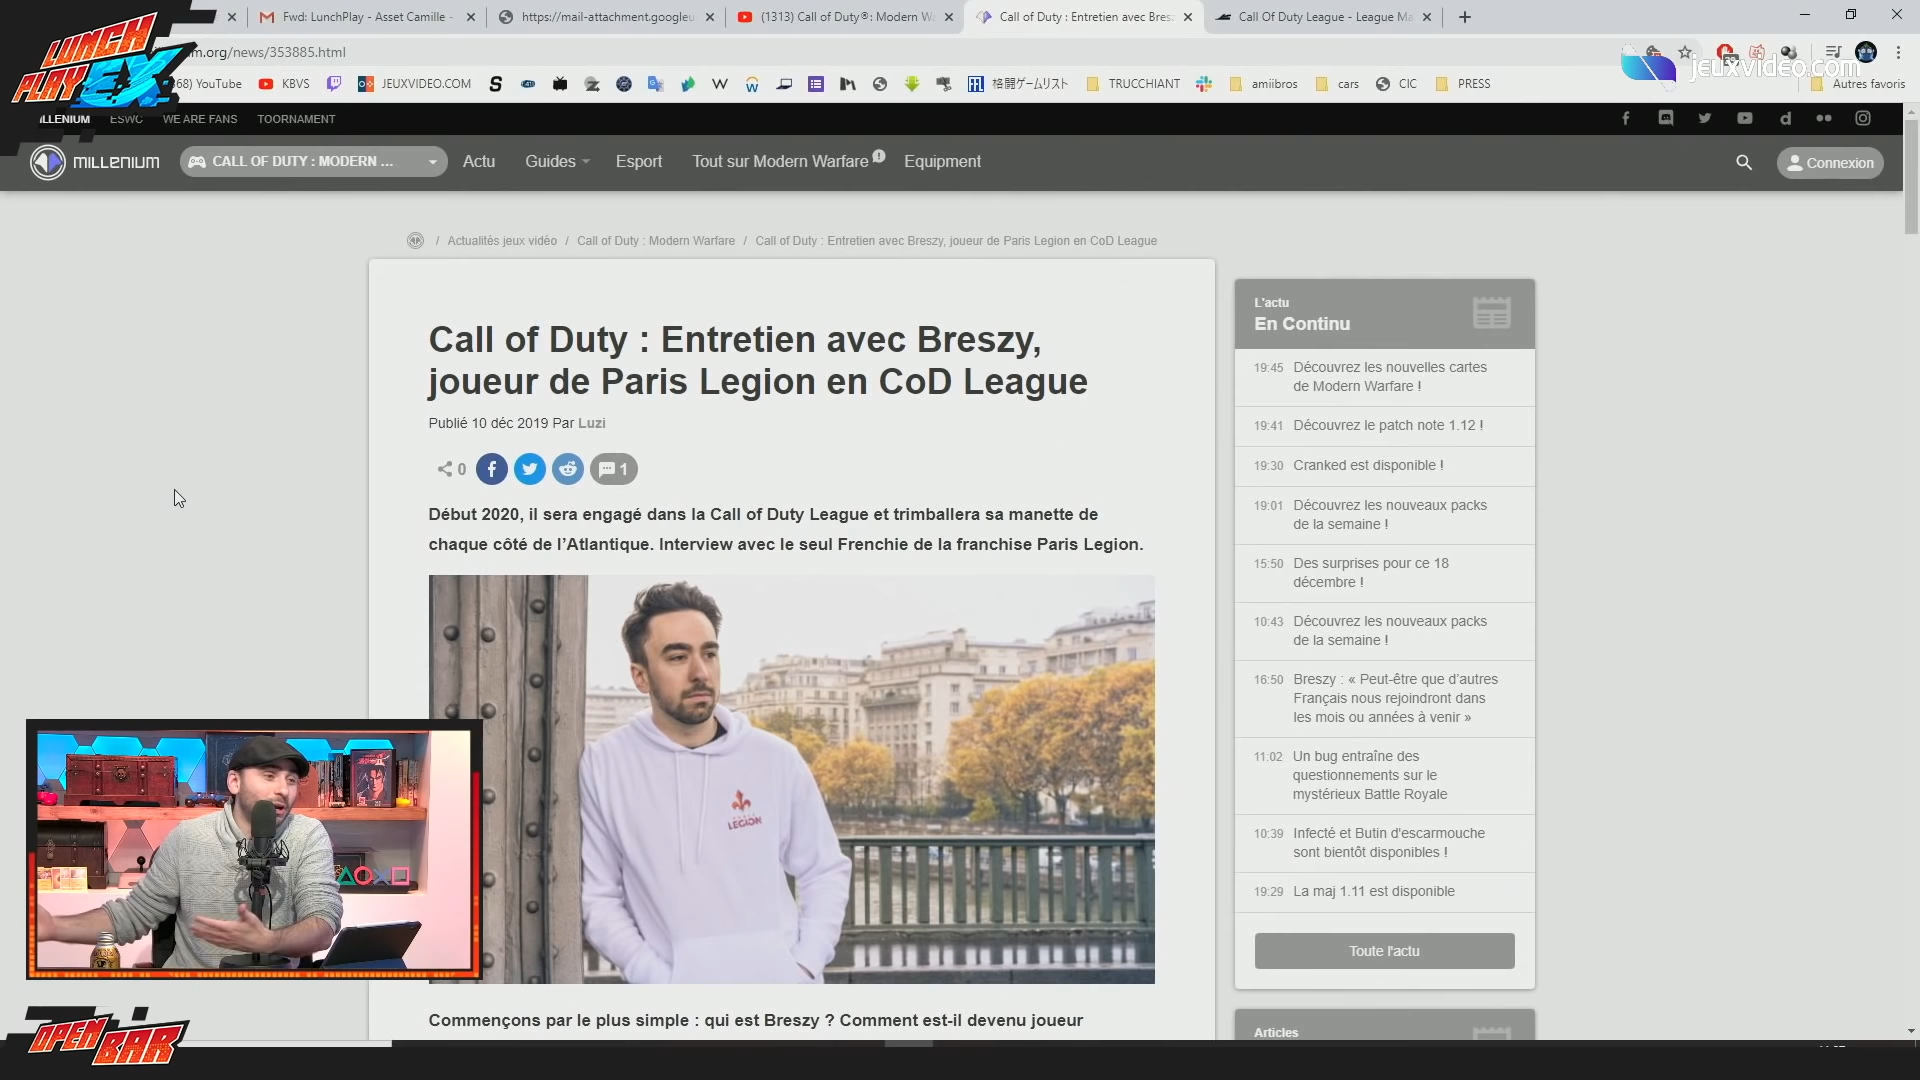 Fwd: LunchPlay - Asset Camille -
https://mail-attachment.googleu
(1313) Call of Duty®: Modern W
Call of Duty : Entretien avec Bres
Call Of Duty League - League Ma
m.org/news/353885.html
LUNCH
PLAY EX
68) YouTube
KBVS
JEUXVIDEO.COM
格闘ゲームリスト
TRUCCHIANT
amiibros
cars
CIC
PRESS
Autres favoris
jeuxvideo.com
ILLENIUM
ESWC
WE ARE FANS
TOORNAMENT
MILLENIUM
CALL OF DUTY : MODERN ...
Actu
Guides
Esport
Tout sur Modern Warfare
Equipment
Connexion
/ Actualités jeux vidéo / Call of Duty : Modern Warfare / Call of Duty : Entretien avec Breszy, joueur de Paris Legion en CoD League
Call of Duty : Entretien avec Breszy,
joueur de Paris Legion en CoD League
Publié 10 déc 2019 Par Luzi
0
1
Début 2020, il sera engagé dans la Call of Duty League et trimballera sa manette de
chaque côté de l’Atlantique. Interview avec le seul Frenchie de la franchise Paris Legion.
LEGION
Commençons par le plus simple : qui est Breszy ? Comment est-il devenu joueur
L'actu
En Continu
19:45 Découvrez les nouvelles cartes
de Modern Warfare !
19:41 Découvrez le patch note 1.12 !
19:30 Cranked est disponible !
19:01 Découvrez les nouveaux packs
de la semaine !
15:50 Des surprises pour ce 18
décembre !
10:43 Découvrez les nouveaux packs
de la semaine !
16:50 Breszy : « Peut-être que d’autres
Français nous rejoindront dans
les mois ou années à venir »
11:02 Un bug entraîne des
questionnements sur le
mystérieux Battle Royale
10:39 Infecté et Butin d'escarmouche
sont bientôt disponibles !
19:29 La maj 1.11 est disponible
Toute l'actu
Articles
OPEN
BAR